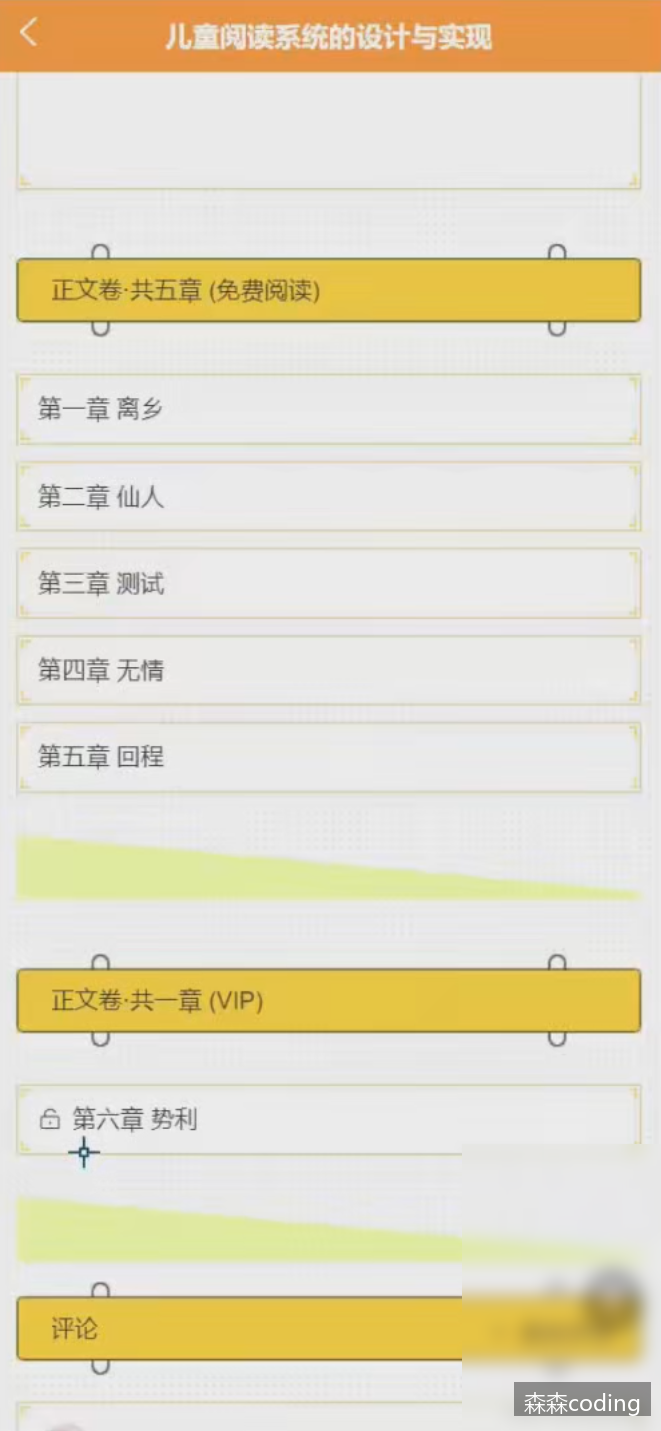 儿童阅读系统的设计与实现
正文卷·共五章 (免费阅读)
第一章 离乡
第二章 仙人
第三章 测试
第四章 无情
第五章 回程
正文卷·共一章 (VIP)
第六章 势利
评论
森森coding